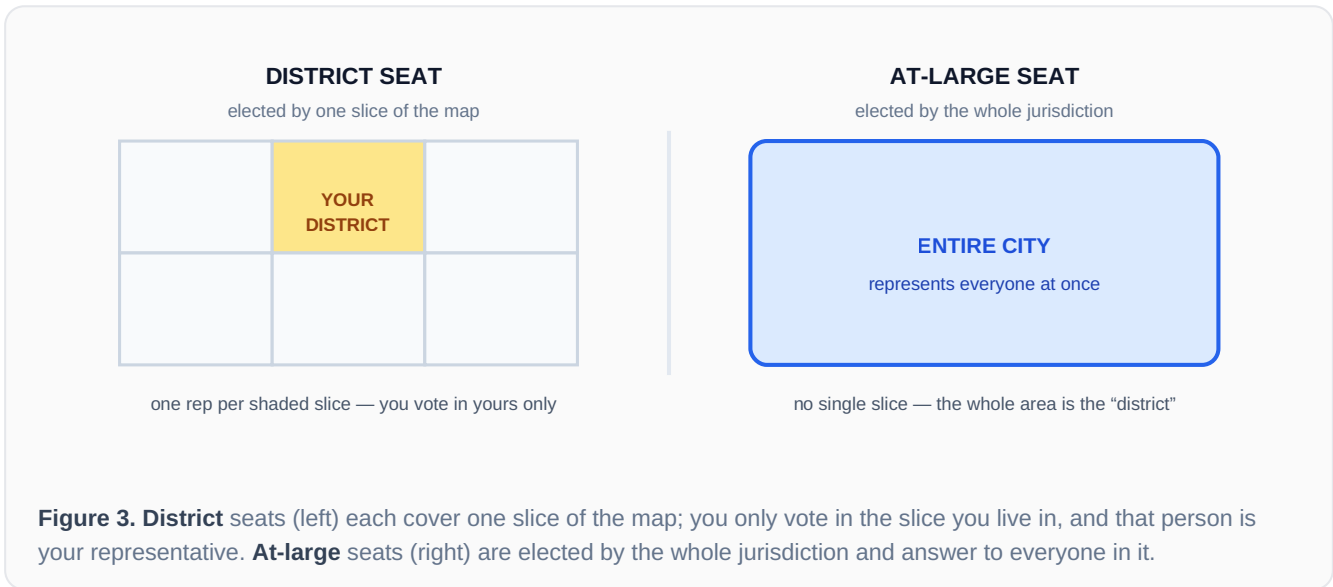 DISTRICT SEAT
elected by one slice of the map
YOUR
DISTRICT
one rep per shaded slice — you vote in yours only
AT-LARGE SEAT
elected by the whole jurisdiction
ENTIRE CITY
represents everyone at once
no single slice — the whole area is the “district”
Figure 3. District seats (left) each cover one slice of the map; you only vote in the slice you live in, and that person is
your representative. At-large seats (right) are elected by the whole jurisdiction and answer to everyone in it.